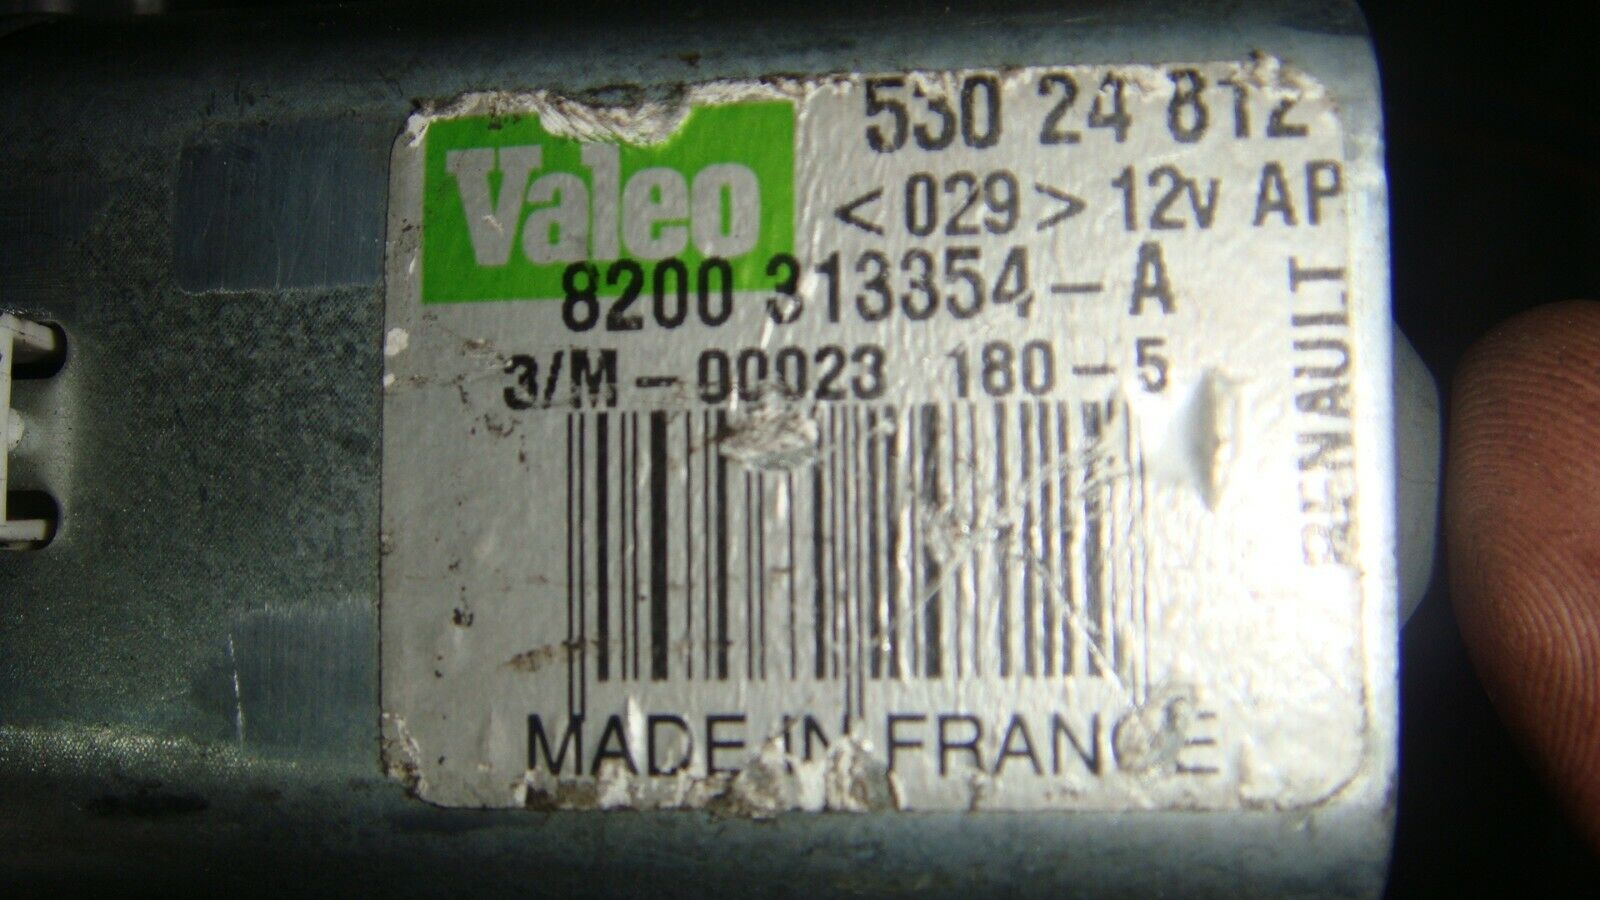 Valeo
530 24 812
<029> 12v AP
8200 313354-A
3/M-00023 180-5
RENAULT
MADE IN FRANCE